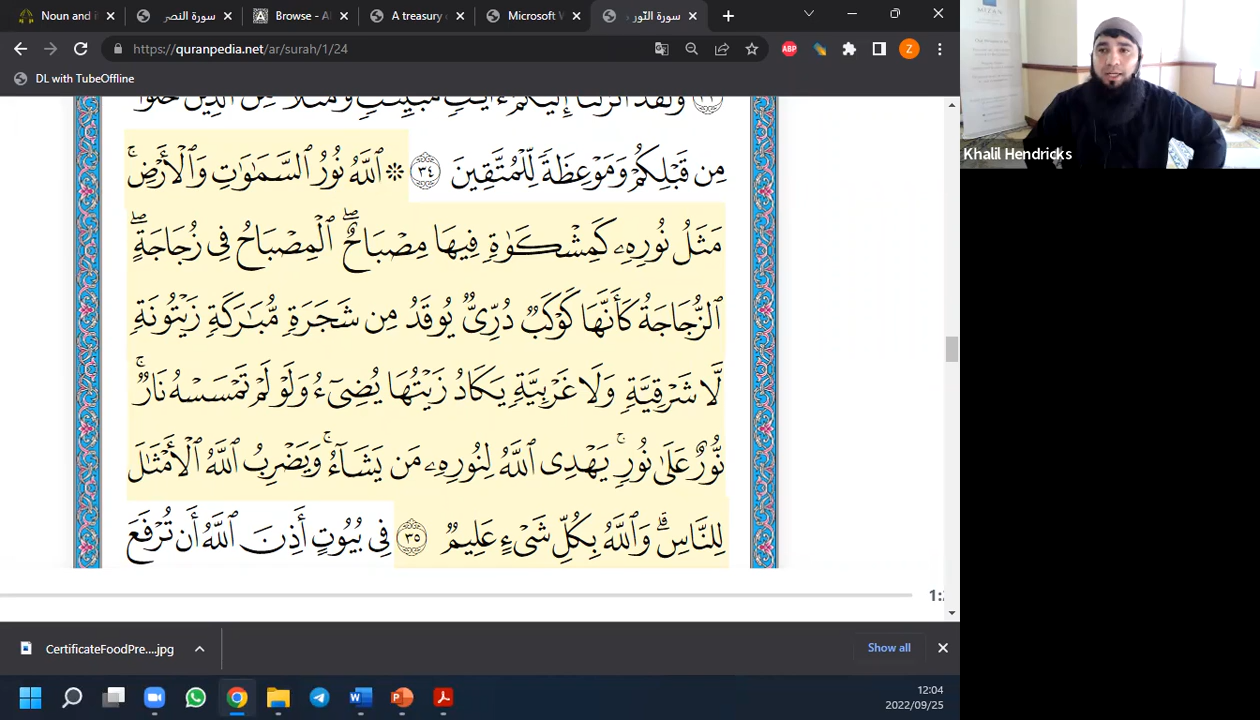 Noun and i
سورة النصر
Browse - Al
A treasury c
Microsoft W
سورة النّور
https://quranpedia.net/ar/surah/1/24
ABP
Z
DL with TubeOffline
مِن قَبۡلِكُمۡ وَمَوۡعِظَةٗ لِّلۡمُتَّقِينَ ٣٤ ۞ ٱللَّهُ نُورُ ٱلسَّمَٰوَٰتِ وَٱلۡأَرۡضِۚ
مَثَلُ نُورِهِۦ كَمِشۡكَوٰةٖ فِيهَا مِصۡبَاحٌۖ ٱلۡمِصۡبَاحُ فِي زُجَاجَةٍۖ
ٱلزُّجَاجَةُ كَأَنَّهَا كَوۡكَبٞ دُرِّيّٞ يُوقَدُ مِن شَجَرَةٖ مُّبَٰرَكَةٖ زَيۡتُونَةٖ
لَّا شَرۡقِيَّةٖ وَلَا غَرۡبِيَّةٖ يَكَادُ زَيۡتُهَا يُضِيٓءُ وَلَوۡ لَمۡ تَمۡسَسۡهُ نَارٞۚ
نُّورٌ عَلَىٰ نُورٖۚ يَهۡدِي ٱللَّهُ لِنُورِهِۦ مَن يَشَآءُۚ وَيَضۡرِبُ ٱللَّهُ ٱلۡأَمۡثَٰلَ
لِلنَّاسِۗ وَٱللَّهُ بِكُلِّ شَيۡءٍ عَلِيمٞ ٣٥ فِي بُيُوتٍ أَذِنَ ٱللَّهُ أَن تُرۡفَعَ
CertificateFoodPre....jpg
Show all
12:04
2022/09/25
Khalil Hendricks